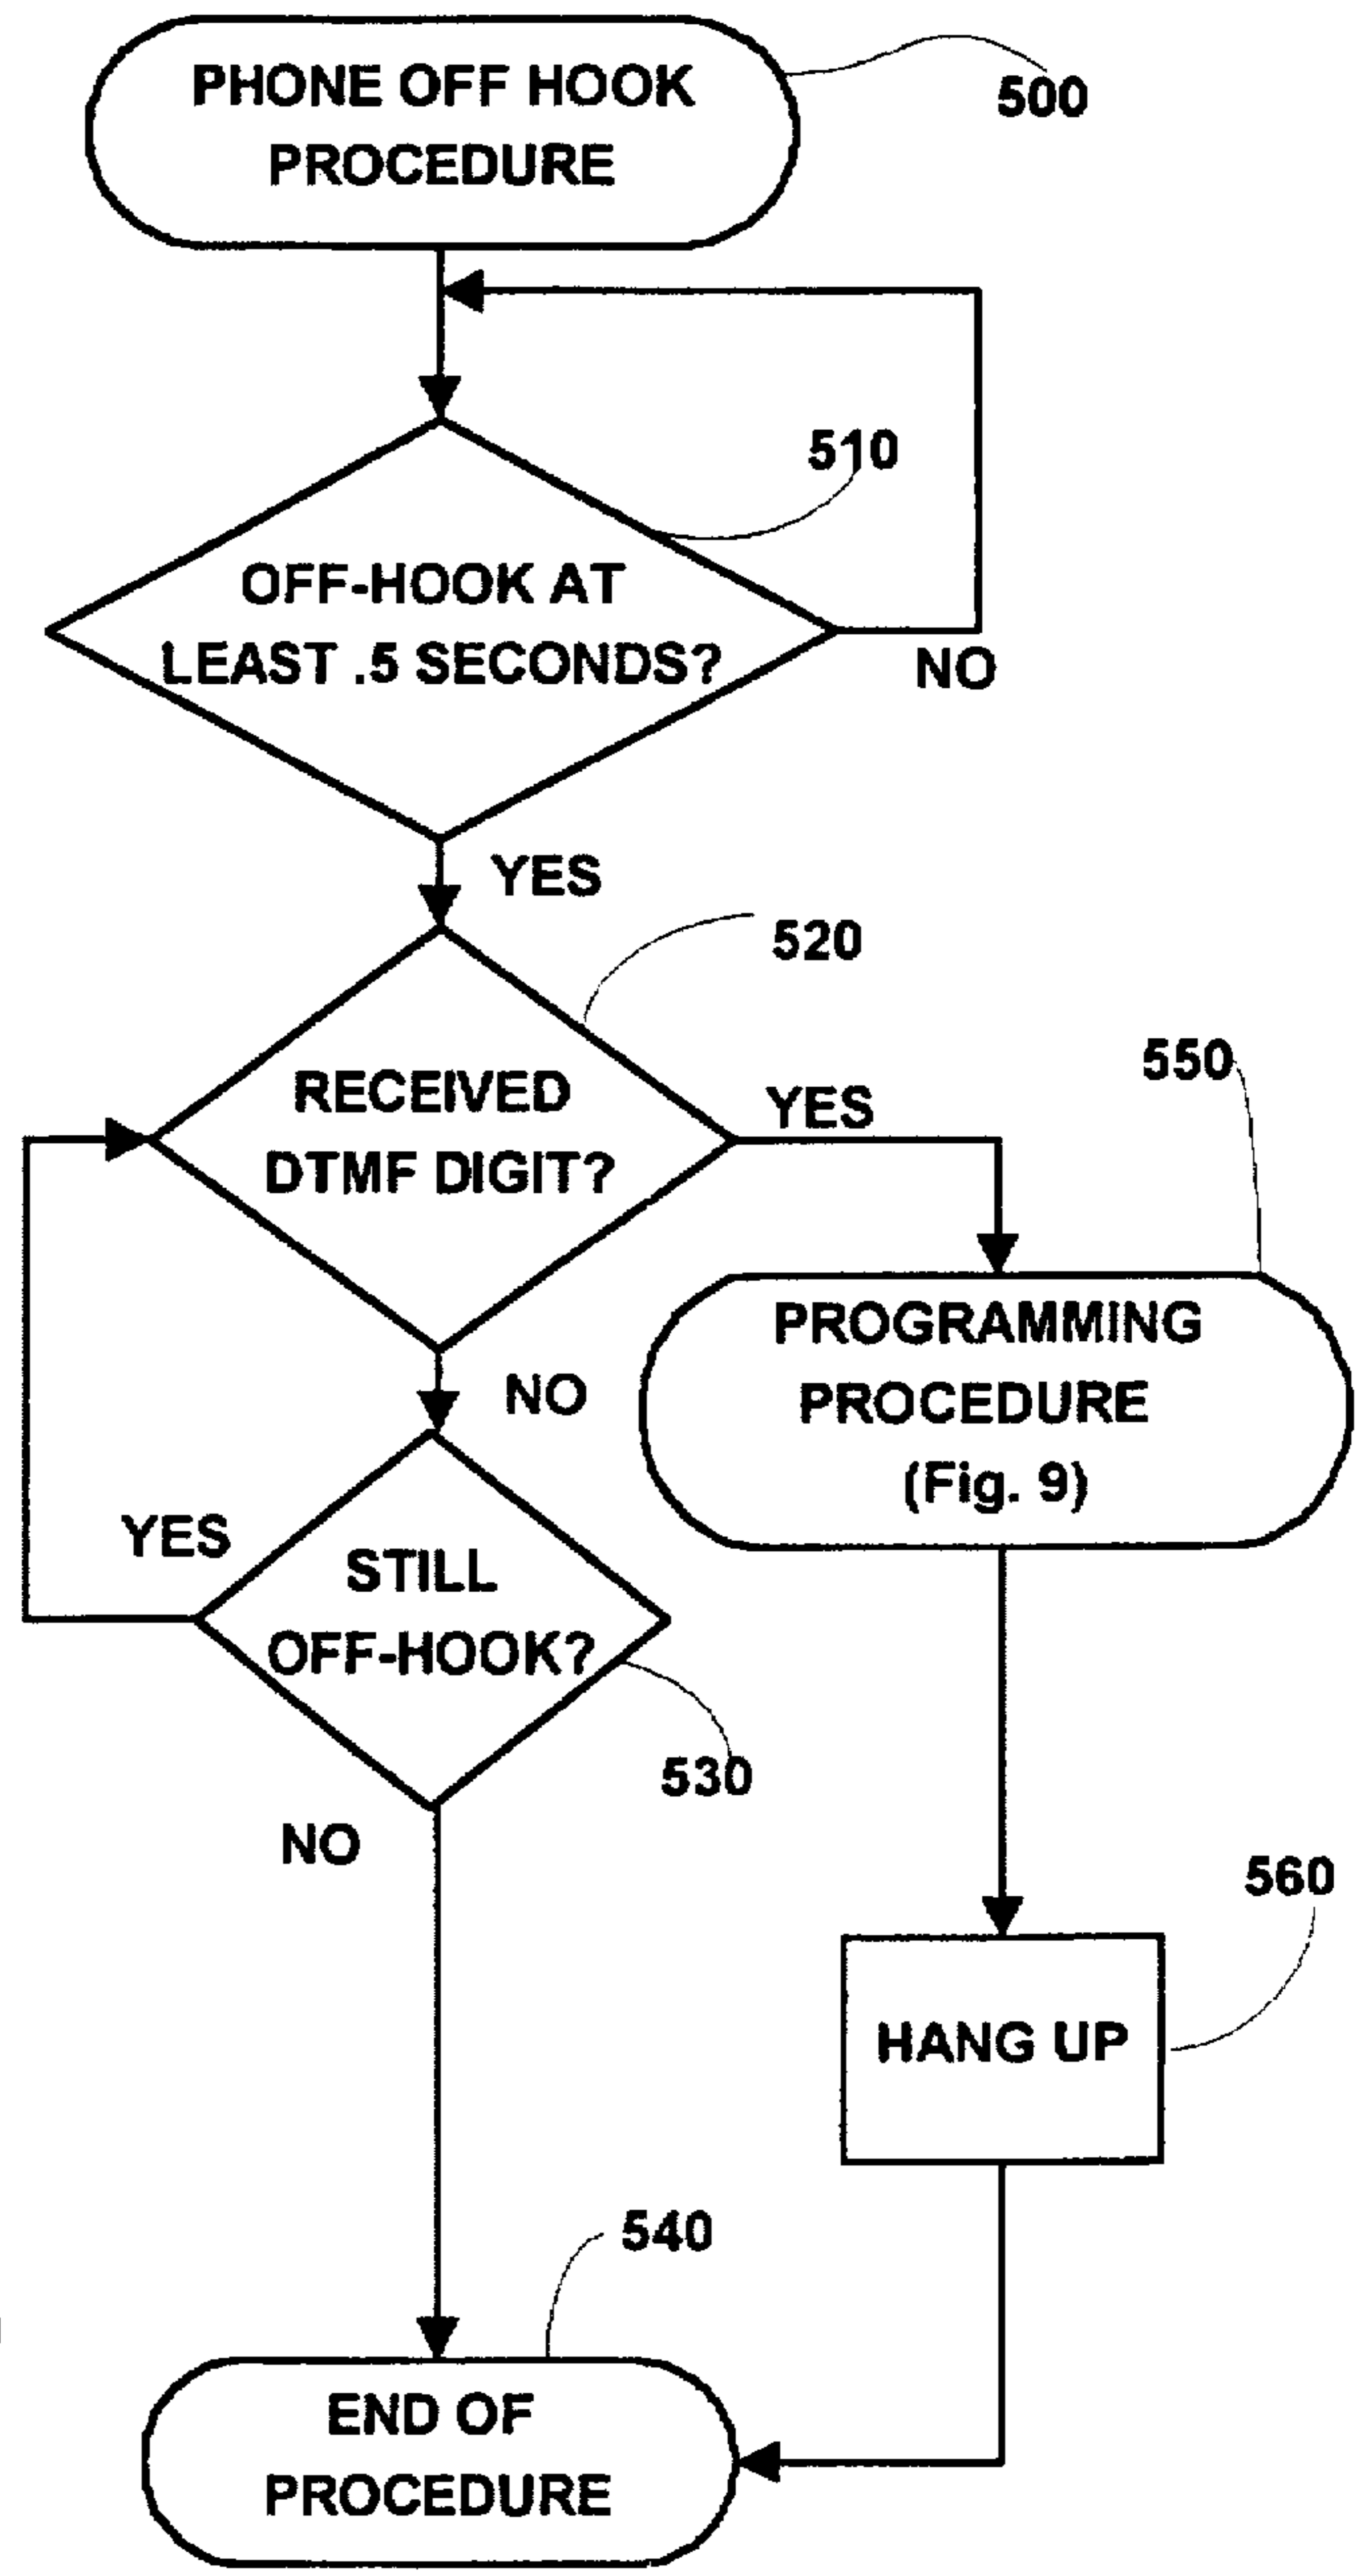 PHONE OFF HOOK
PROCEDURE
500
510
OFF-HOOK AT
LEAST .5 SECONDS?
NO
YES
520
RECEIVED
DTMF DIGIT?
YES
550
PROGRAMMING
PROCEDURE
(Fig. 9)
NO
YES
STILL
OFF-HOOK?
530
NO
560
HANG UP
540
END OF
PROCEDURE